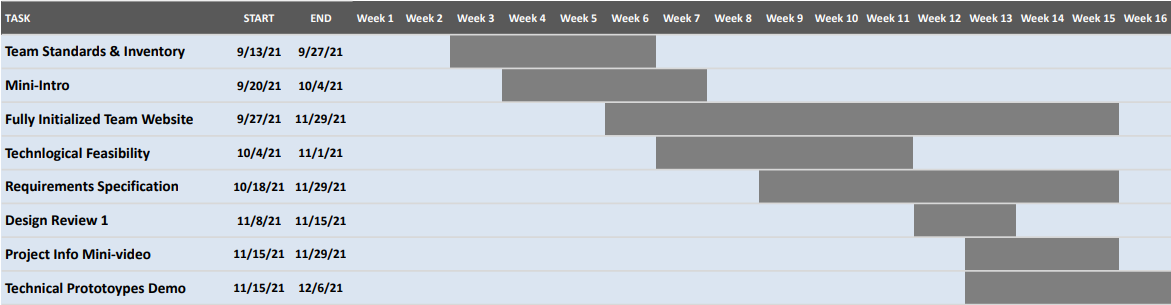 TASK START END Week 1 Week 2 Week 3 Week 4 Week 5 Week 6 Week 7 Week 8 Week 9 Week 10 Week 11 Week 12 Week 13 Week 14 Week 15 Week 16
Team Standards & Inventory 9/13/21 9/27/21
Mini-Intro 9/20/21 10/4/21
Fully Initialized Team Website 9/27/21 11/29/21
Technlogical Feasibility 10/4/21 11/1/21
Requirements Specification 10/18/21 11/29/21
Design Review 1 11/8/21 11/15/21
Project Info Mini-video 11/15/21 11/29/21
Technical Prototoypes Demo 11/15/21 12/6/21